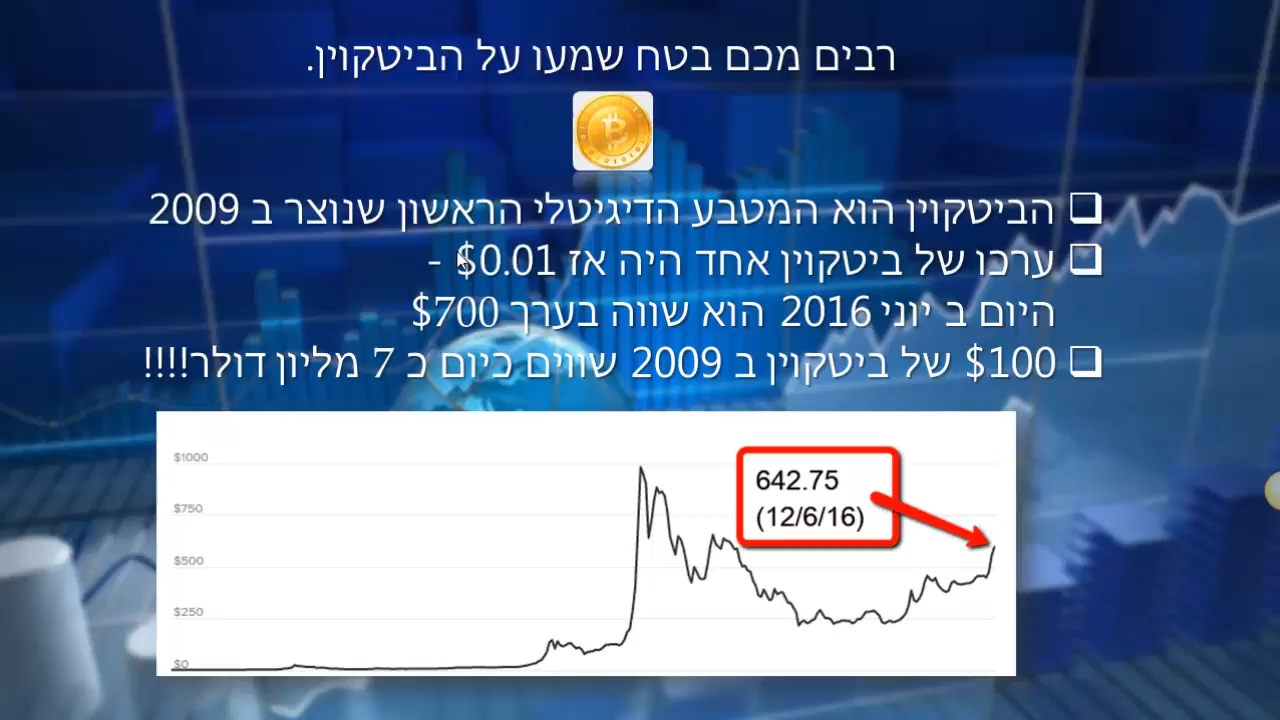 רבים מכם בטח שמעו על הביטקוין.
הביטקוין הוא המטבע הדיגיטלי הראשון שנוצר ב 2009
ערכו של ביטקוין אחד היה אז 0.01$ -
היום ב יוני 2016 הוא שווה בערך 700$
100$ של ביטקוין ב 2009 שווים כיום כ 7 מליון דולר!!!!
$1000
$750
$500
$250
$0
642.75
(12/6/16)